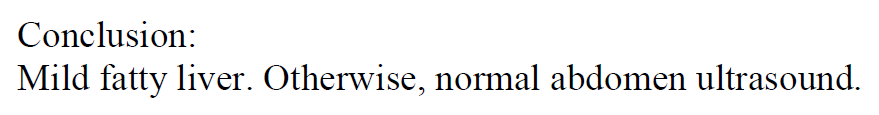 Conclusion:
Mild fatty liver. Otherwise, normal abdomen ultrasound.